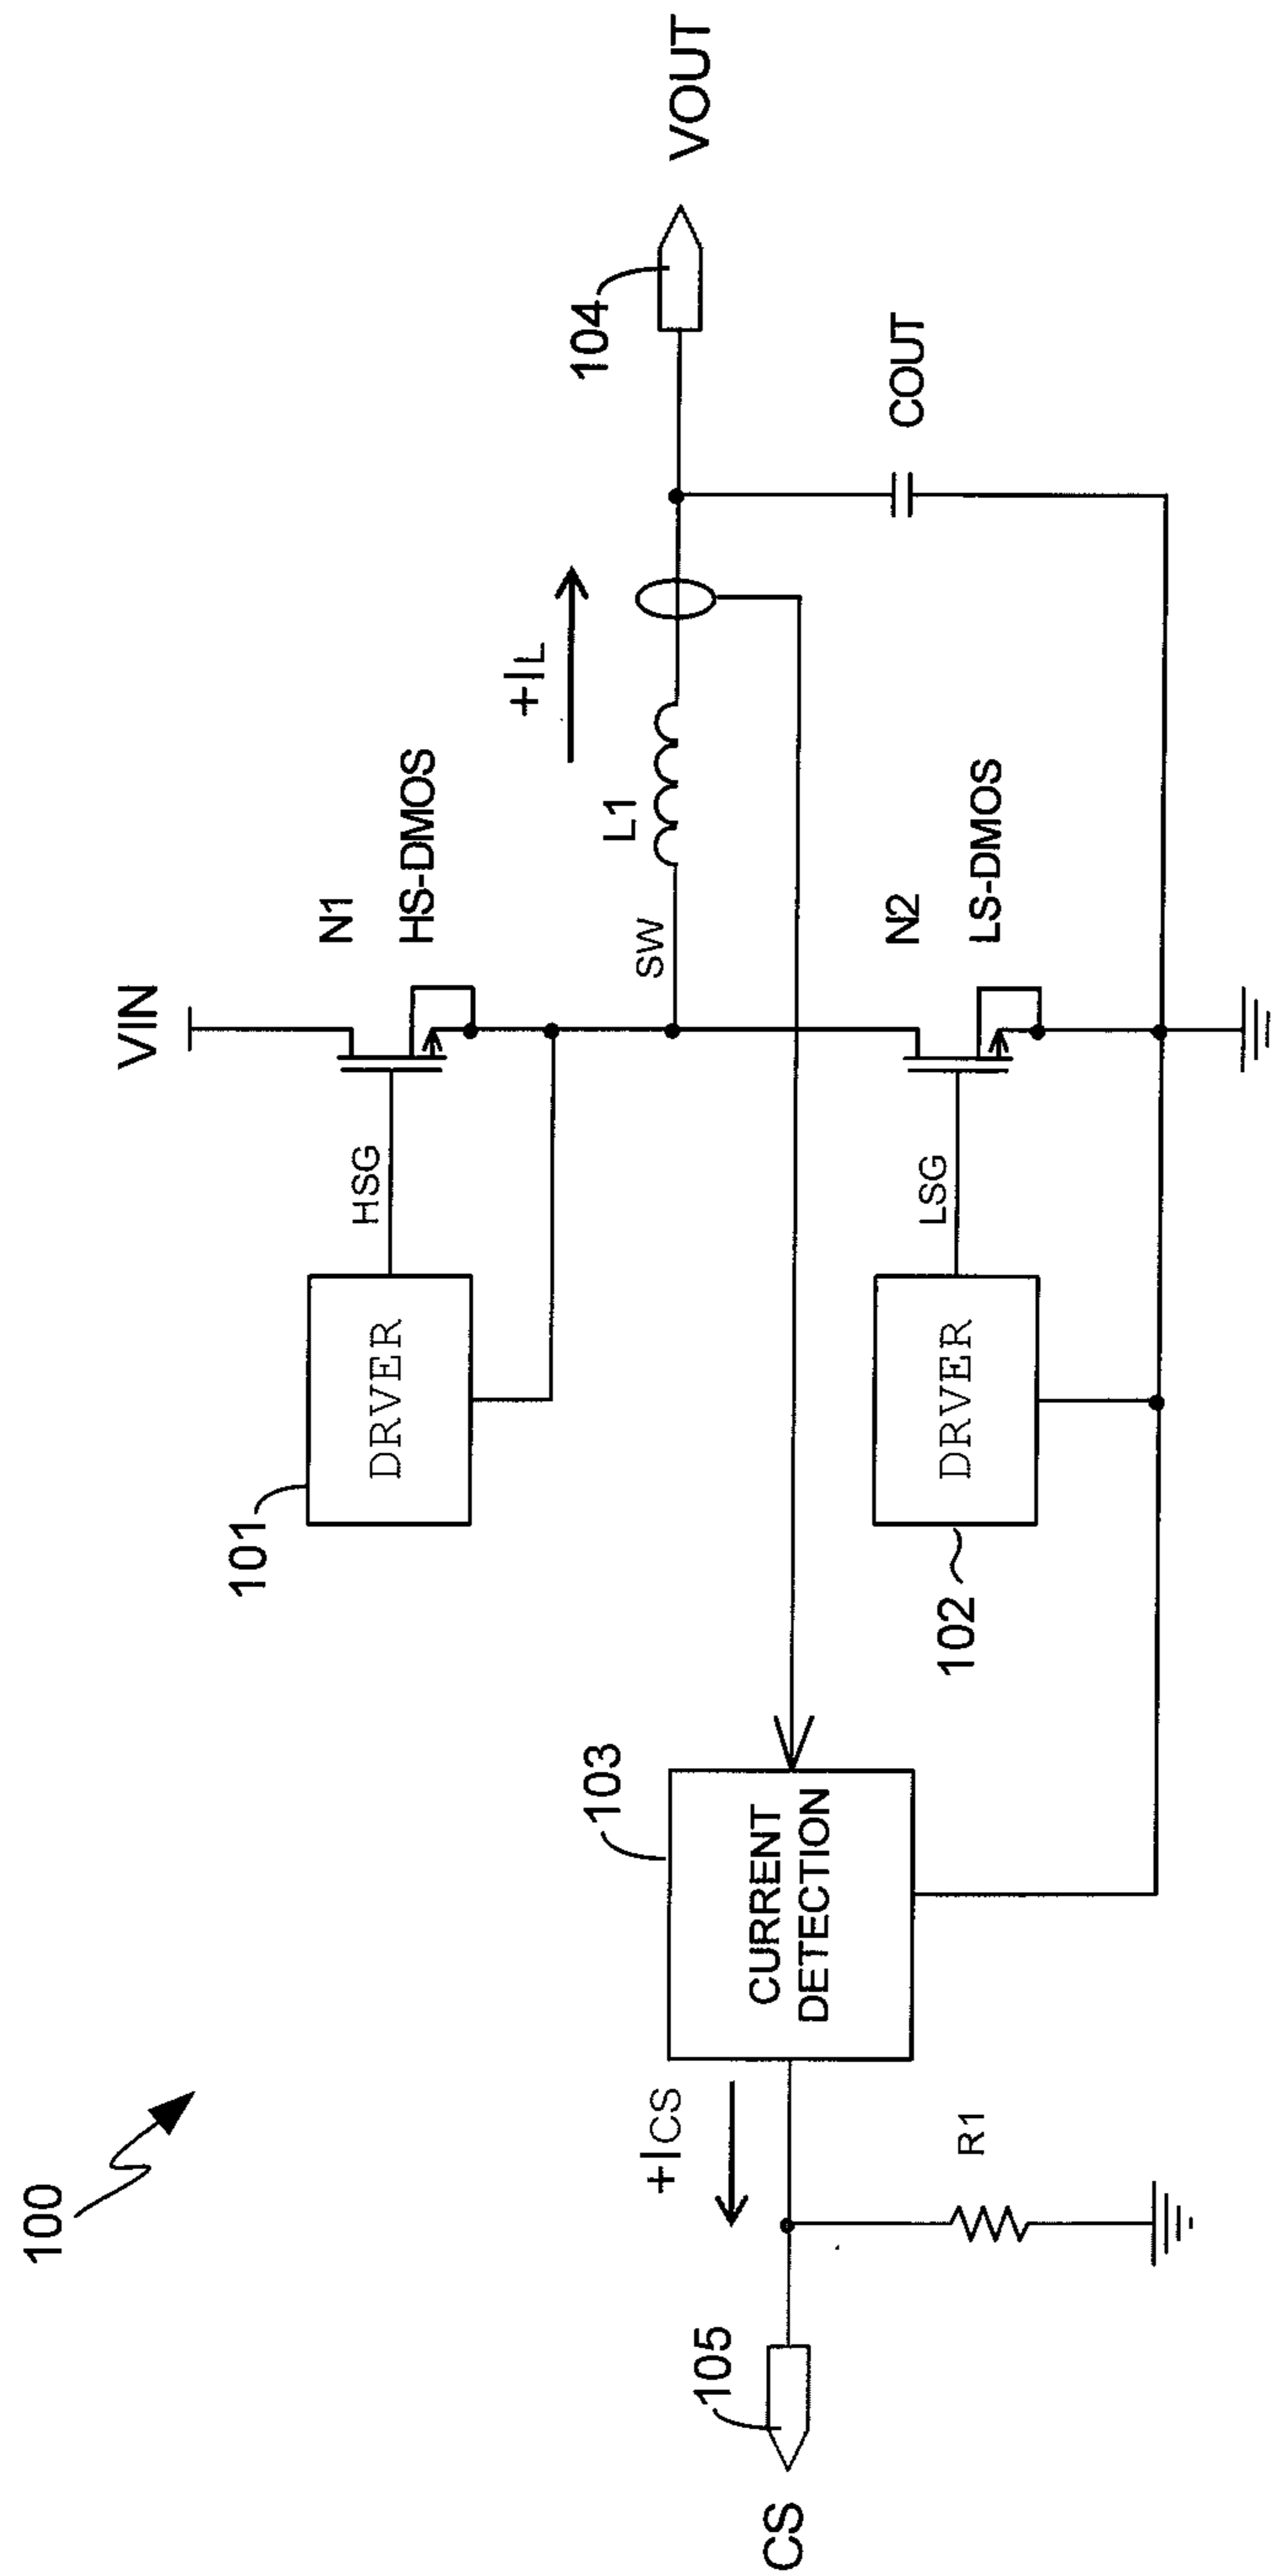 100
VIN
N1
HS-DMOS
101
DRVER
HSG
+IL
104
VOUT
L1
SW
103
CURRENT
DETECTION
+ICS
105
CS
R1
102
DRVER
LSG
N2
LS-DMOS
COUT